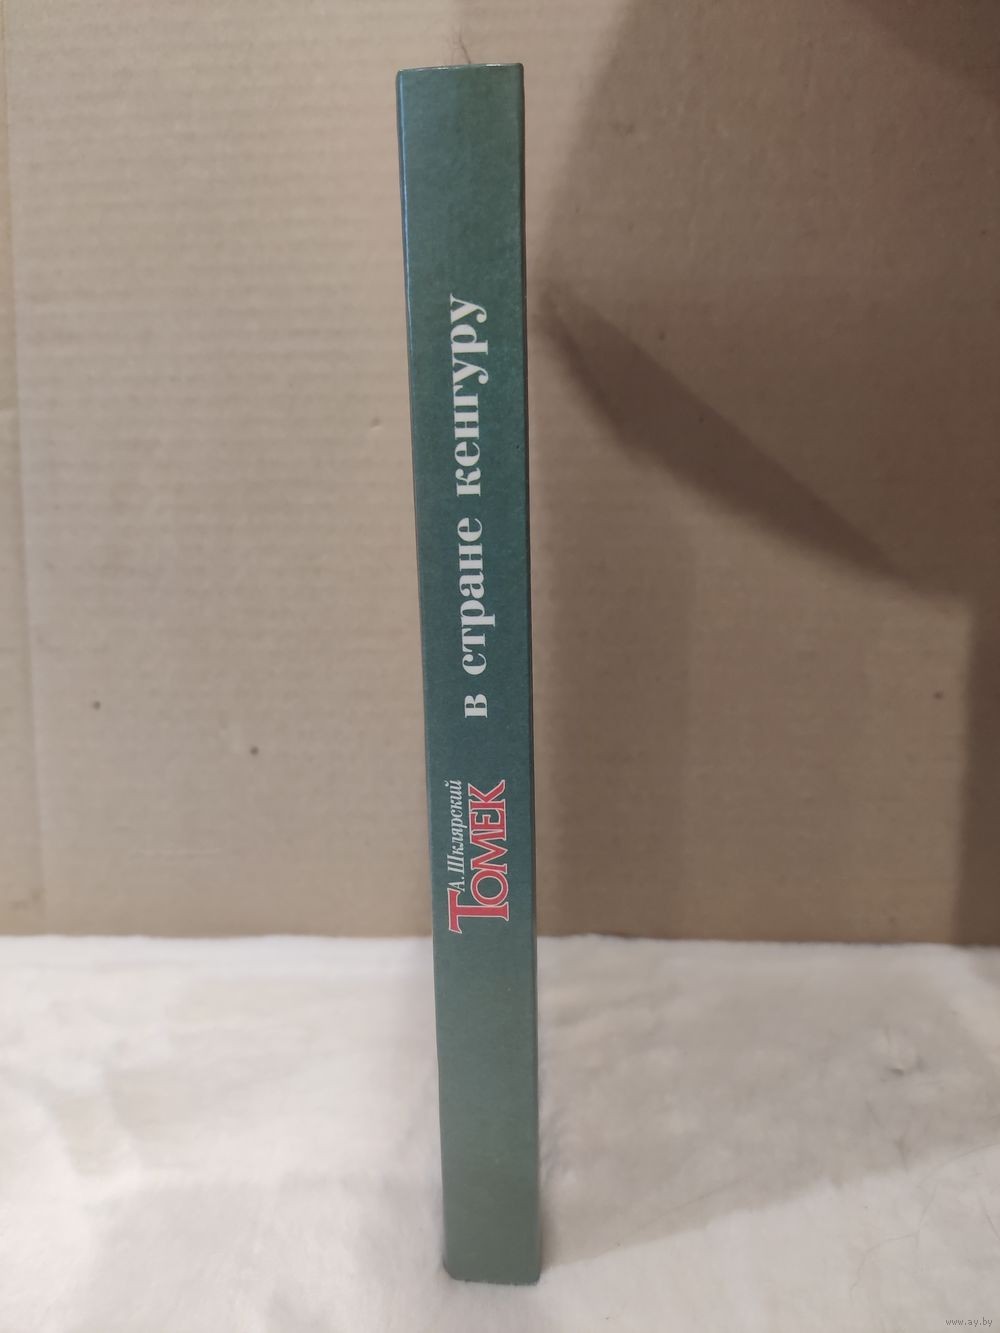 А. Шклярский
Томек
в стране кенгуру
www.ay.by